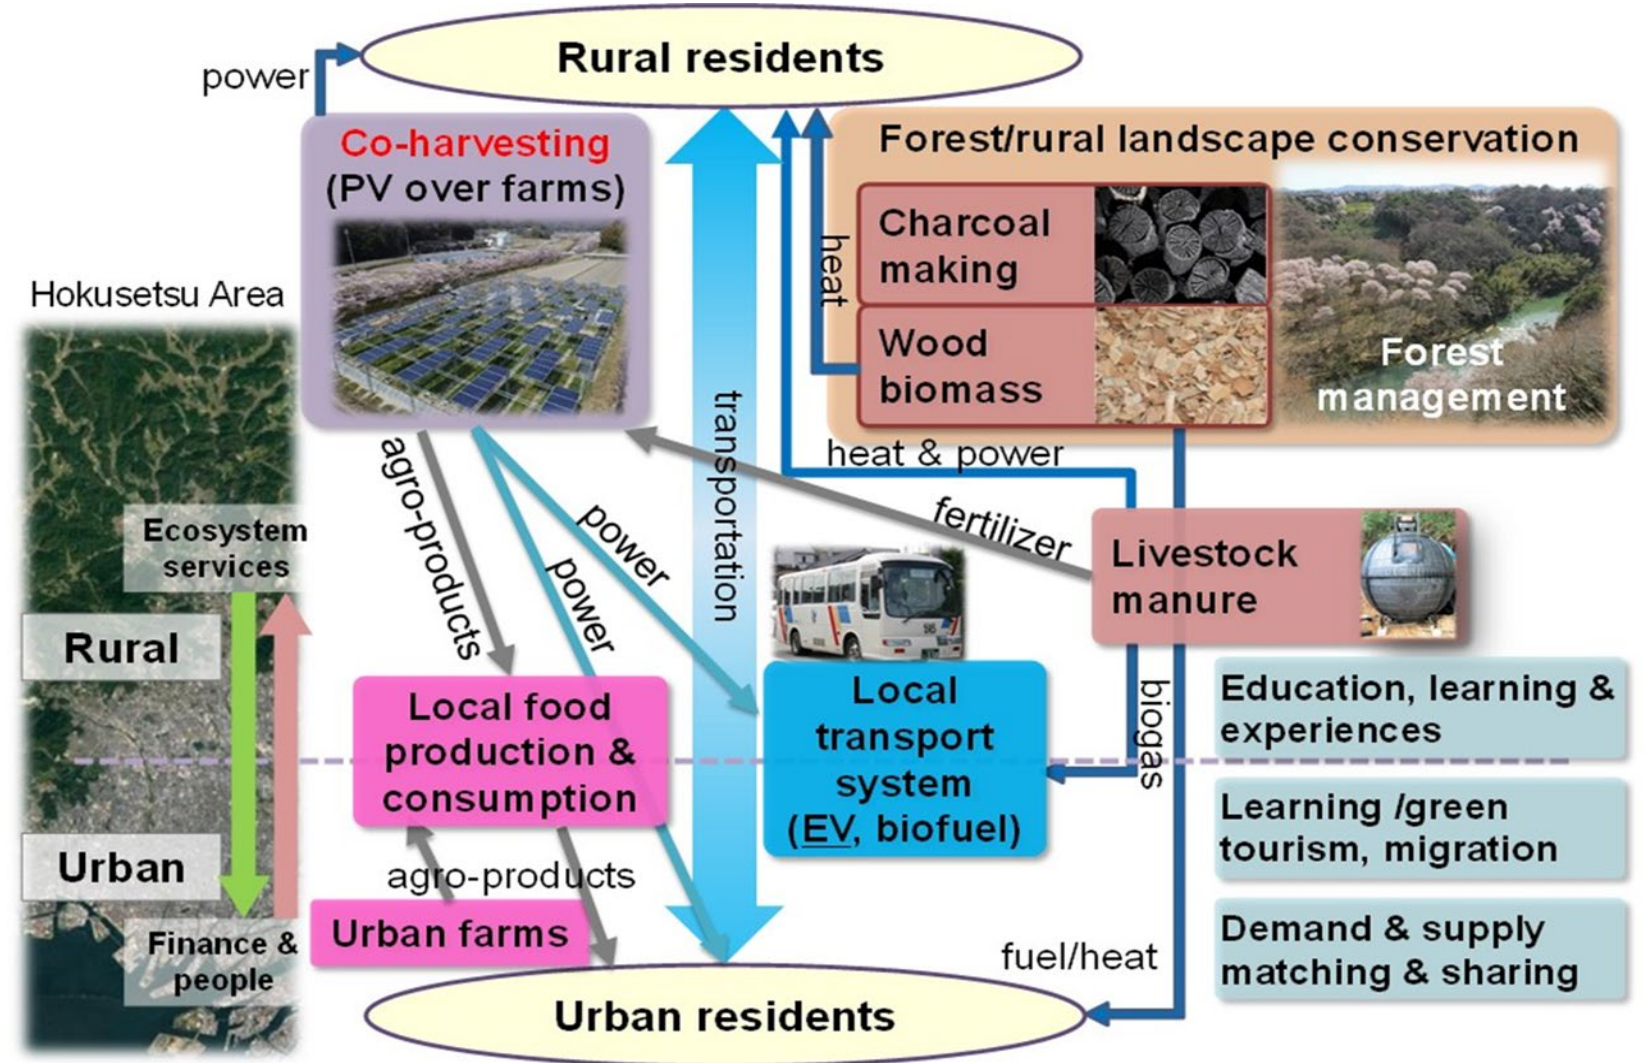 Rural residents
power
Co-harvesting
(PV over farms)
Forest/rural landscape conservation
Charcoal
making
heat
Wood
biomass
Forest
management
Hokusetsu Area
transportation
heat & power
agro-products
power
power
fertilizer
Livestock
manure
Ecosystem
services
Rural
Local food
production &
consumption
Local
transport
system
(EV, biofuel)
biogas
Education, learning &
experiences
Learning /green
tourism, migration
Urban
agro-products
Urban farms
Finance &
people
Demand & supply
matching & sharing
fuel/heat
Urban residents